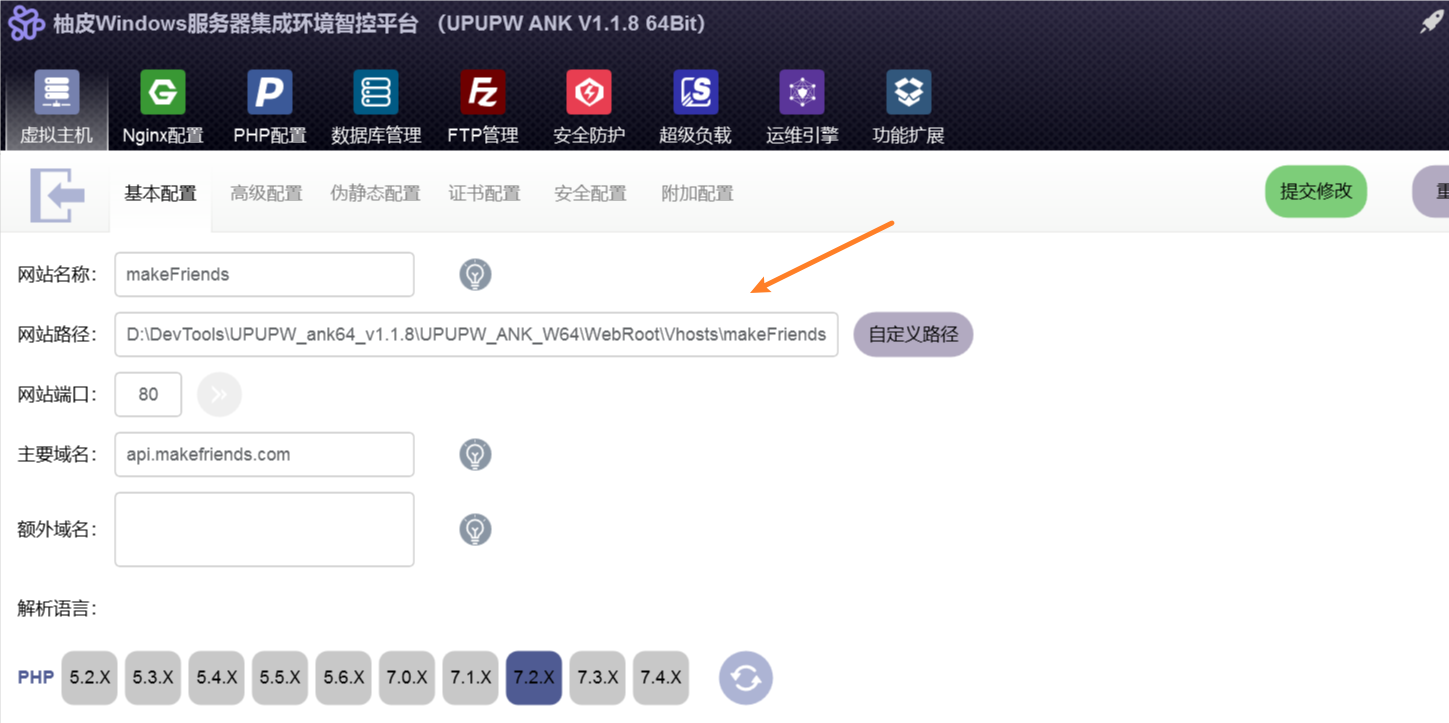 柚皮Windows服务器集成环境智控平台 (UPUPW ANK V1.1.8 64Bit)
虚拟主机 Nginx配置 PHP配置 数据库管理 FTP管理 安全防护 超级负载 运维引擎 功能扩展
基本配置 高级配置 伪静态配置 证书配置 安全配置 附加配置 提交修改
网站名称: makeFriends
网站路径: D:\DevTools\UPUPW_ank64_v1.1.8\UPUPW_ANK_W64\WebRoot\Vhosts\makeFriends 自定义路径
网站端口: 80
主要域名: api.makefriends.com
额外域名:
解析语言:
PHP 5.2.X 5.3.X 5.4.X 5.5.X 5.6.X 7.0.X 7.1.X 7.2.X 7.3.X 7.4.X